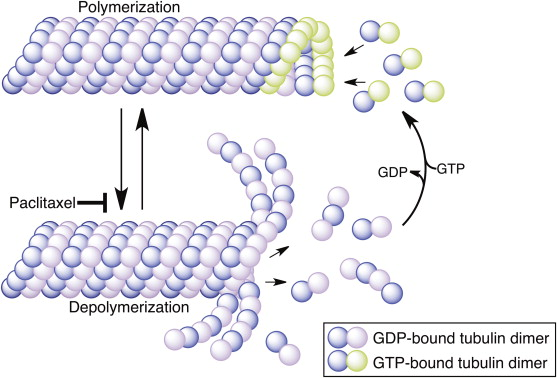 Polymerization
GDP
GTP
Paclitaxel
Depolymerization
GDP-bound tubulin dimer
GTP-bound tubulin dimer